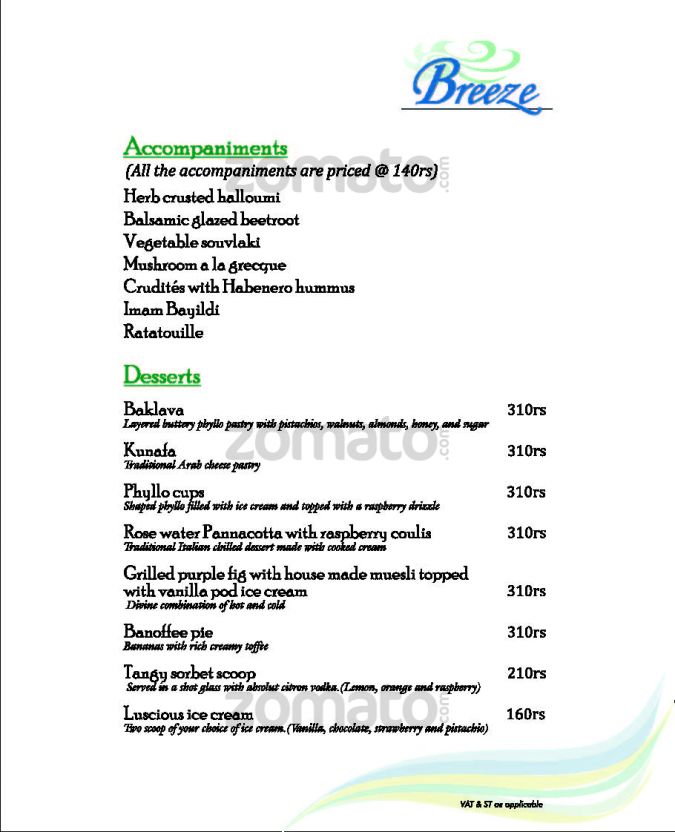 Breeze
Accompaniments
(All the accompaniments are priced @ 140rs)
zomato.com
Herb crusted halloumi
Balsamic glazed beetroot
Vegetable souvlaki
Mushroom a la grecque
Crudités with Habenero hummus
Imam Bayildi
Ratatouille
Desserts
Baklava 310rs
Layered buttery phyllo pastry with pistachios, walnuts, almonds, honey, and sugar
zomato.com
Kunafa 310rs
Traditional Arab cheese pastry
Phyllo cups 310rs
Shaped phyllo filled with ice cream and topped with a raspberry drizzle
Rose water Pannacotta with raspberry coulis 310rs
Traditional Italian chilled dessert made with cooked cream
Grilled purple fig with house made muesli topped
with vanilla pod ice cream 310rs
Divine combination of hot and cold
Banoffee pie 310rs
Bananas with rich creamy toffee
Tangy sorbet scoop 210rs
Served in a shot glass with absolut citron vodka.(Lemon, orange and raspberry)
zomato.com
Luscious ice cream 160rs
Two scoop of your choice of ice cream.(Vanilla, chocolate, strawberry and pistachio)
VAT & ST as applicable